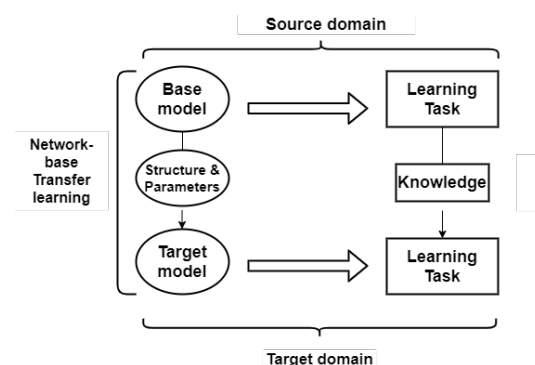 Source domain
Base
model
Learning
Task
Network-
base
Transfer
learning
Structure &
Parameters
Knowledge
Target
model
Learning
Task
Target domain